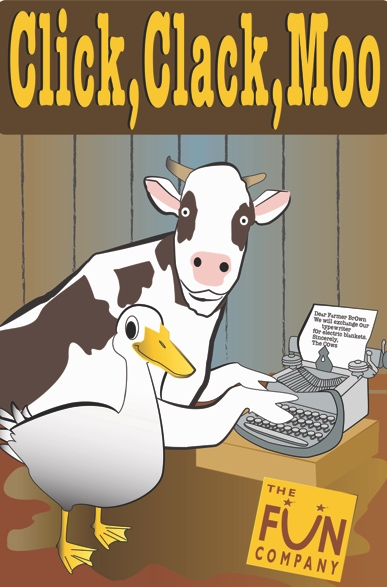 Click, Clack, Moo
Dear Farmer Brown,
We will exchange our
typewriter
for electric blankets.
Sincerely,
The Cows
THE
FUN
COMPANY